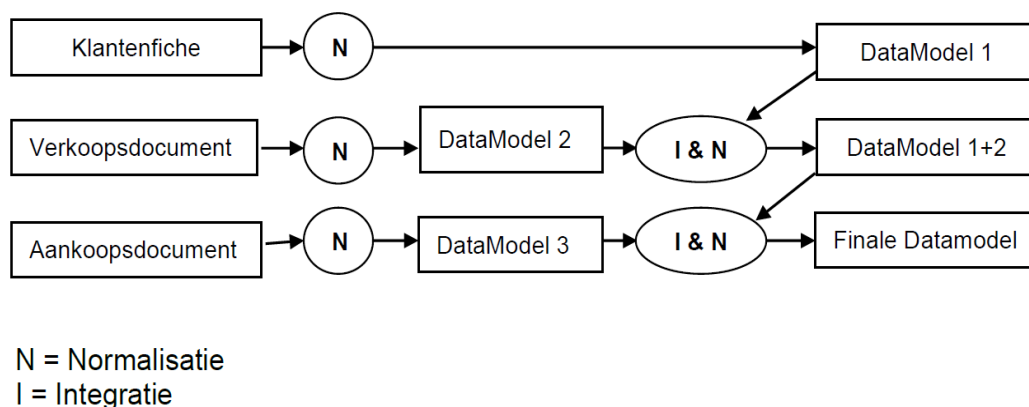 Klantenfiche
N
DataModel 1
Verkoopsdocument
N
DataModel 2
I & N
DataModel 1+2
Aankoopsdocument
N
DataModel 3
I & N
Finale Datamodel
N = Normalisatie
I = Integratie